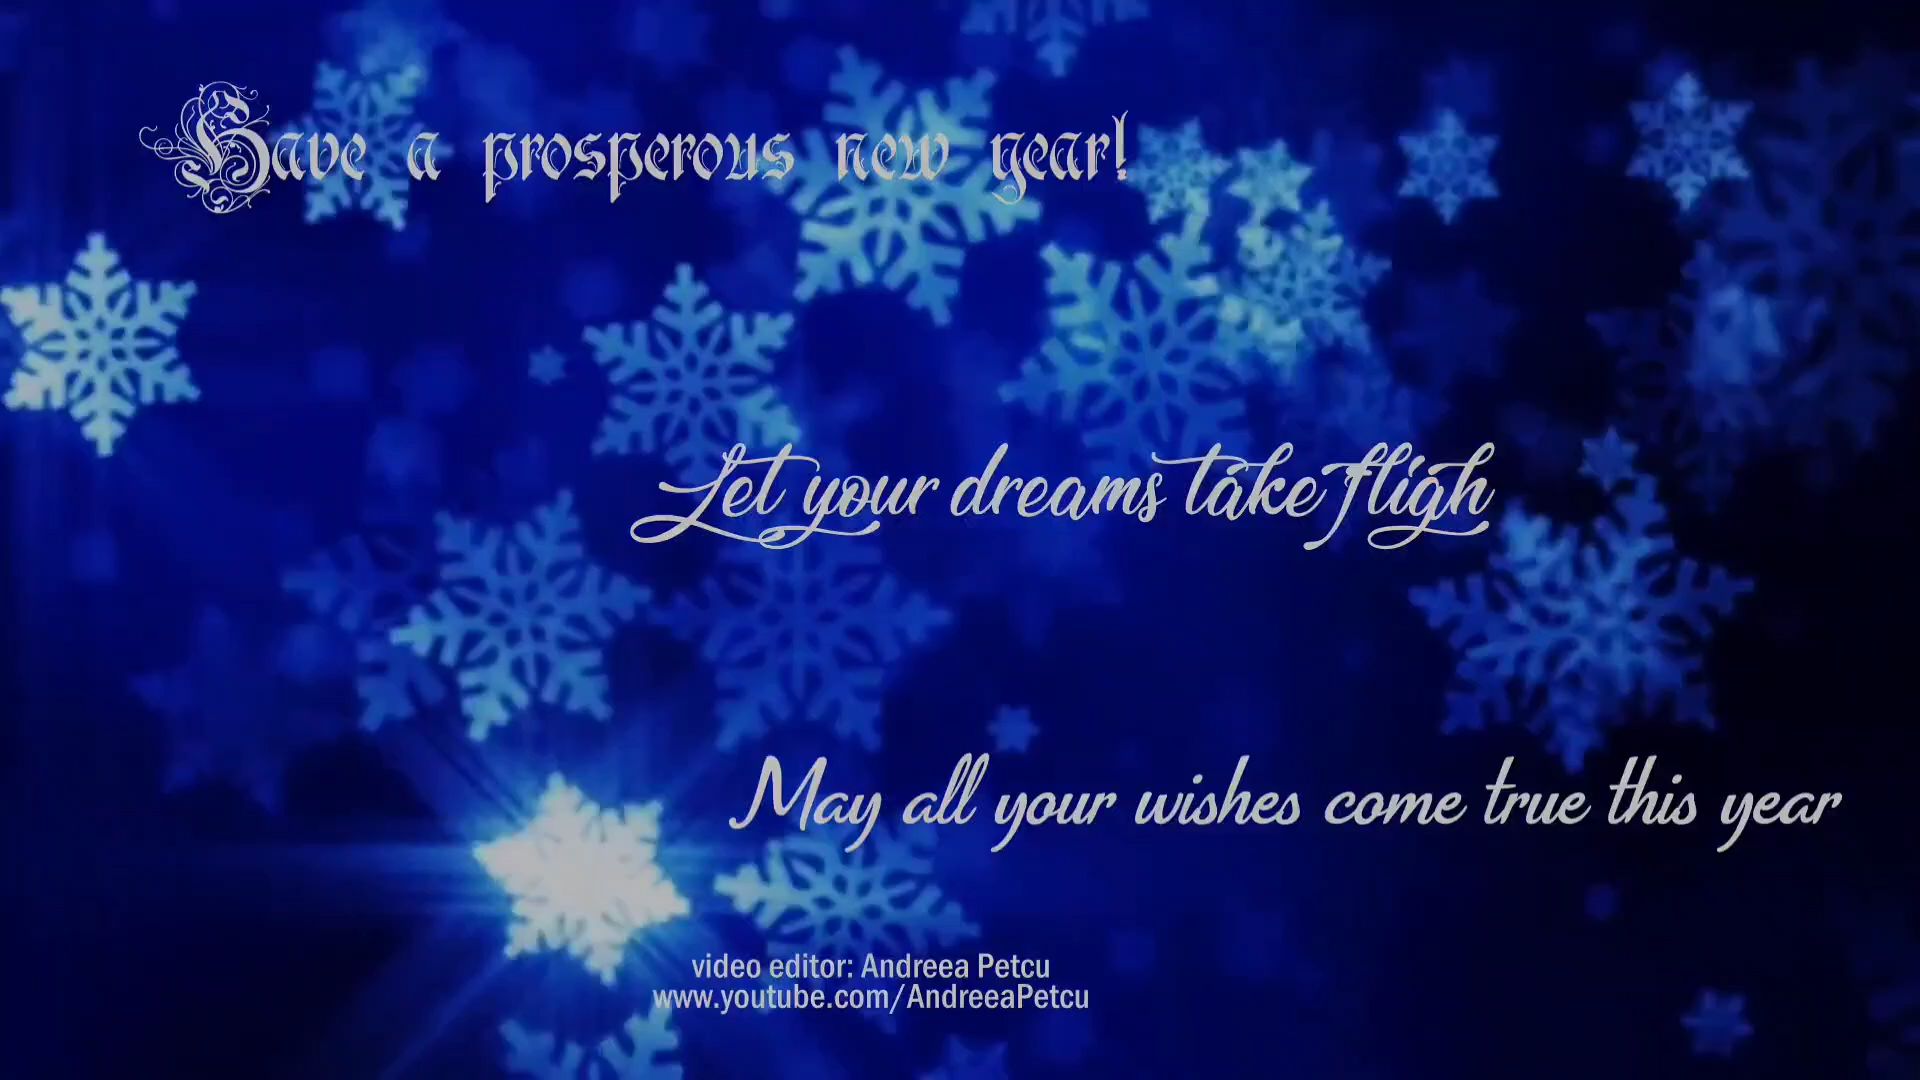 Have a prosperous new year!
Let your dreams take fligh
May all your wishes come true this year
video editor: Andreea Petcu
www.youtube.com/AndreeaPetcu